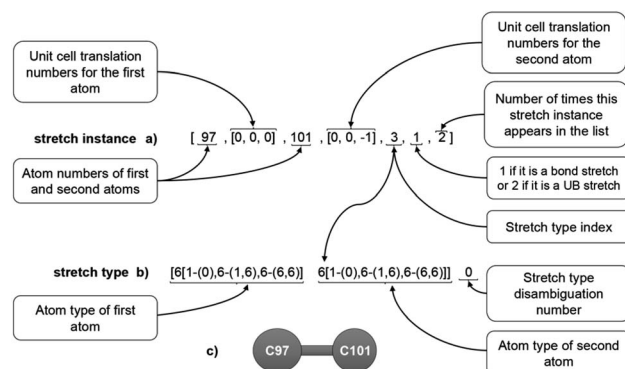 Unit cell translation
numbers for the first
atom
Unit cell translation
numbers for the
second atom
Number of times this
stretch instance
appears in the list
stretch instance a) [ 97 , [0, 0, 0] , 101 , [0, 0, -1] , 3 , 1 , 2 ]
Atom numbers of
first and second atoms
1 if it is a bond stretch
or 2 if it is a UB stretch
Stretch type index
stretch type b) [6[1-(0),6-(1,6),6-(6,6)] 6[1-(0),6-(1,6),6-(6,6)]] 0
Atom type of first
atom
Stretch type
disambiguation
number
c) C97 C101
Atom type of
second atom